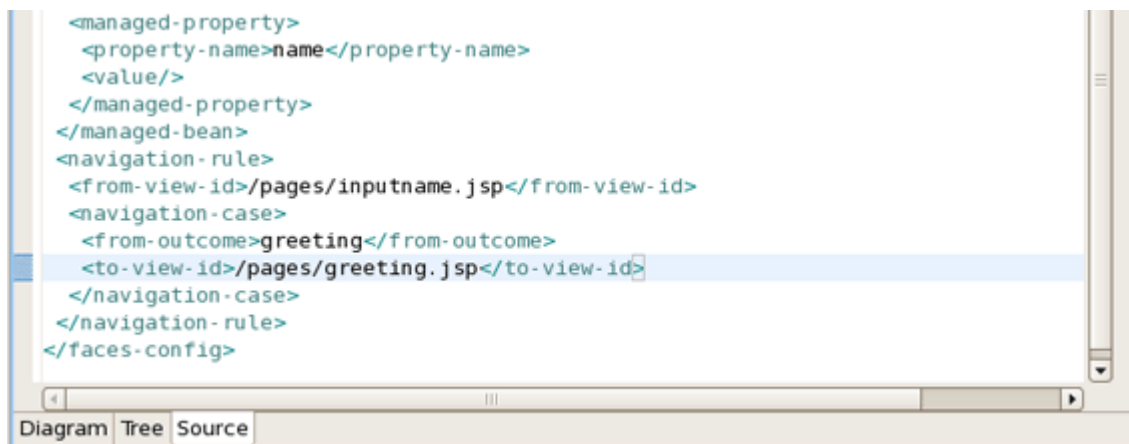 <managed-property>
<property-name>name</property-name>
<value/>
</managed-property>
</managed-bean>
<navigation-rule>
<from-view-id>/pages/inputname.jsp</from-view-id>
<navigation-case>
<from-outcome>greeting</from-outcome>
<to-view-id>/pages/greeting.jsp</to-view-id>
</navigation-case>
</navigation-rule>
</faces-config>
Diagram Tree Source